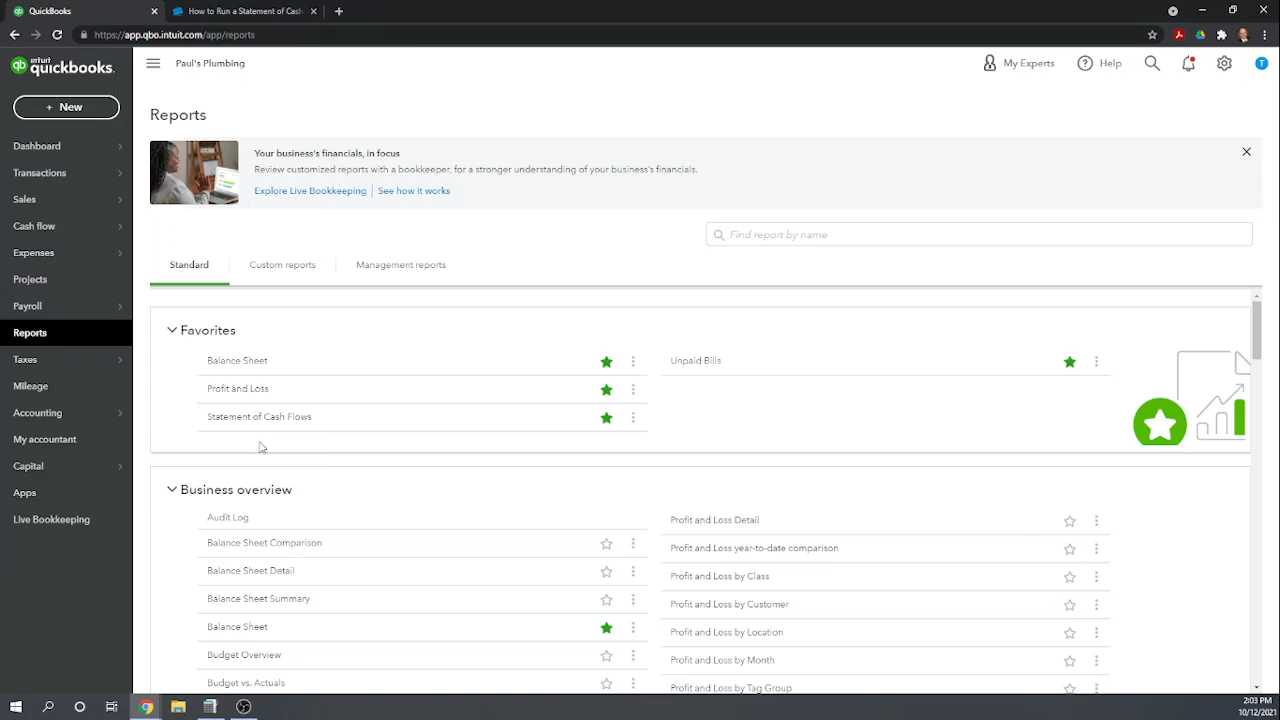 QuickBooks
How to Run a Statement of Cash
https://app.qbo.intuit.com/app/reports
intuit quickbooks.
Paul's Plumbing
My Experts
Help
T
+ New
Dashboard
Transactions
Sales
Cash flow
Expenses
Projects
Payroll
Reports
Taxes
Mileage
Accounting
My accountant
Capital
Apps
Live Bookkeeping
Reports
Your business's financials, in focus
Review customized reports with a bookkeeper, for a stronger understanding of your business's financials.
Explore Live Bookkeeping | See how it works
Find report by name
Standard
Custom reports
Management reports
Favorites
Balance Sheet
Profit and Loss
Statement of Cash Flows
Unpaid Bills
Business overview
Audit Log
Balance Sheet Comparison
Balance Sheet Detail
Balance Sheet Summary
Balance Sheet
Budget Overview
Budget vs. Actuals
Profit and Loss Detail
Profit and Loss year-to-date comparison
Profit and Loss by Class
Profit and Loss by Customer
Profit and Loss by Location
Profit and Loss by Month
Profit and Loss by Tag Group
2:03 PM
10/12/2021